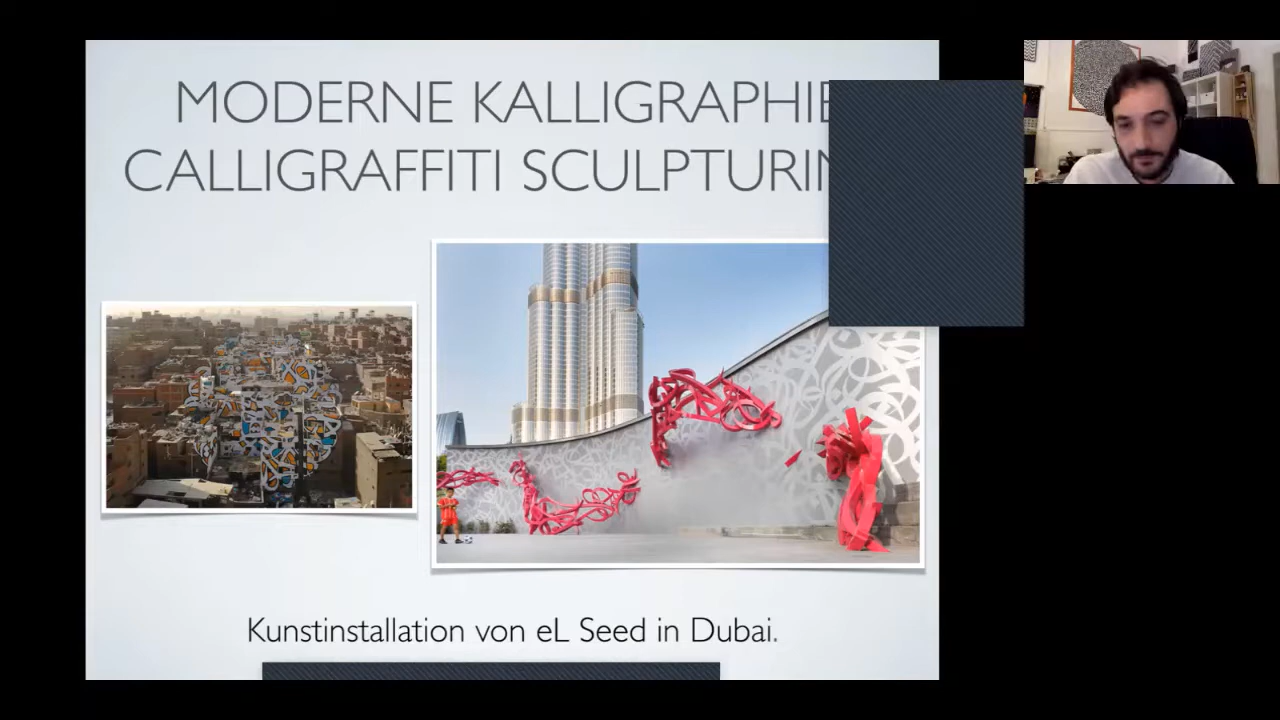 MODERNE KALLIGRAPHIE
CALLIGRAFFITI SCULPTURIN
Kunstinstallation von eL Seed in Dubai.